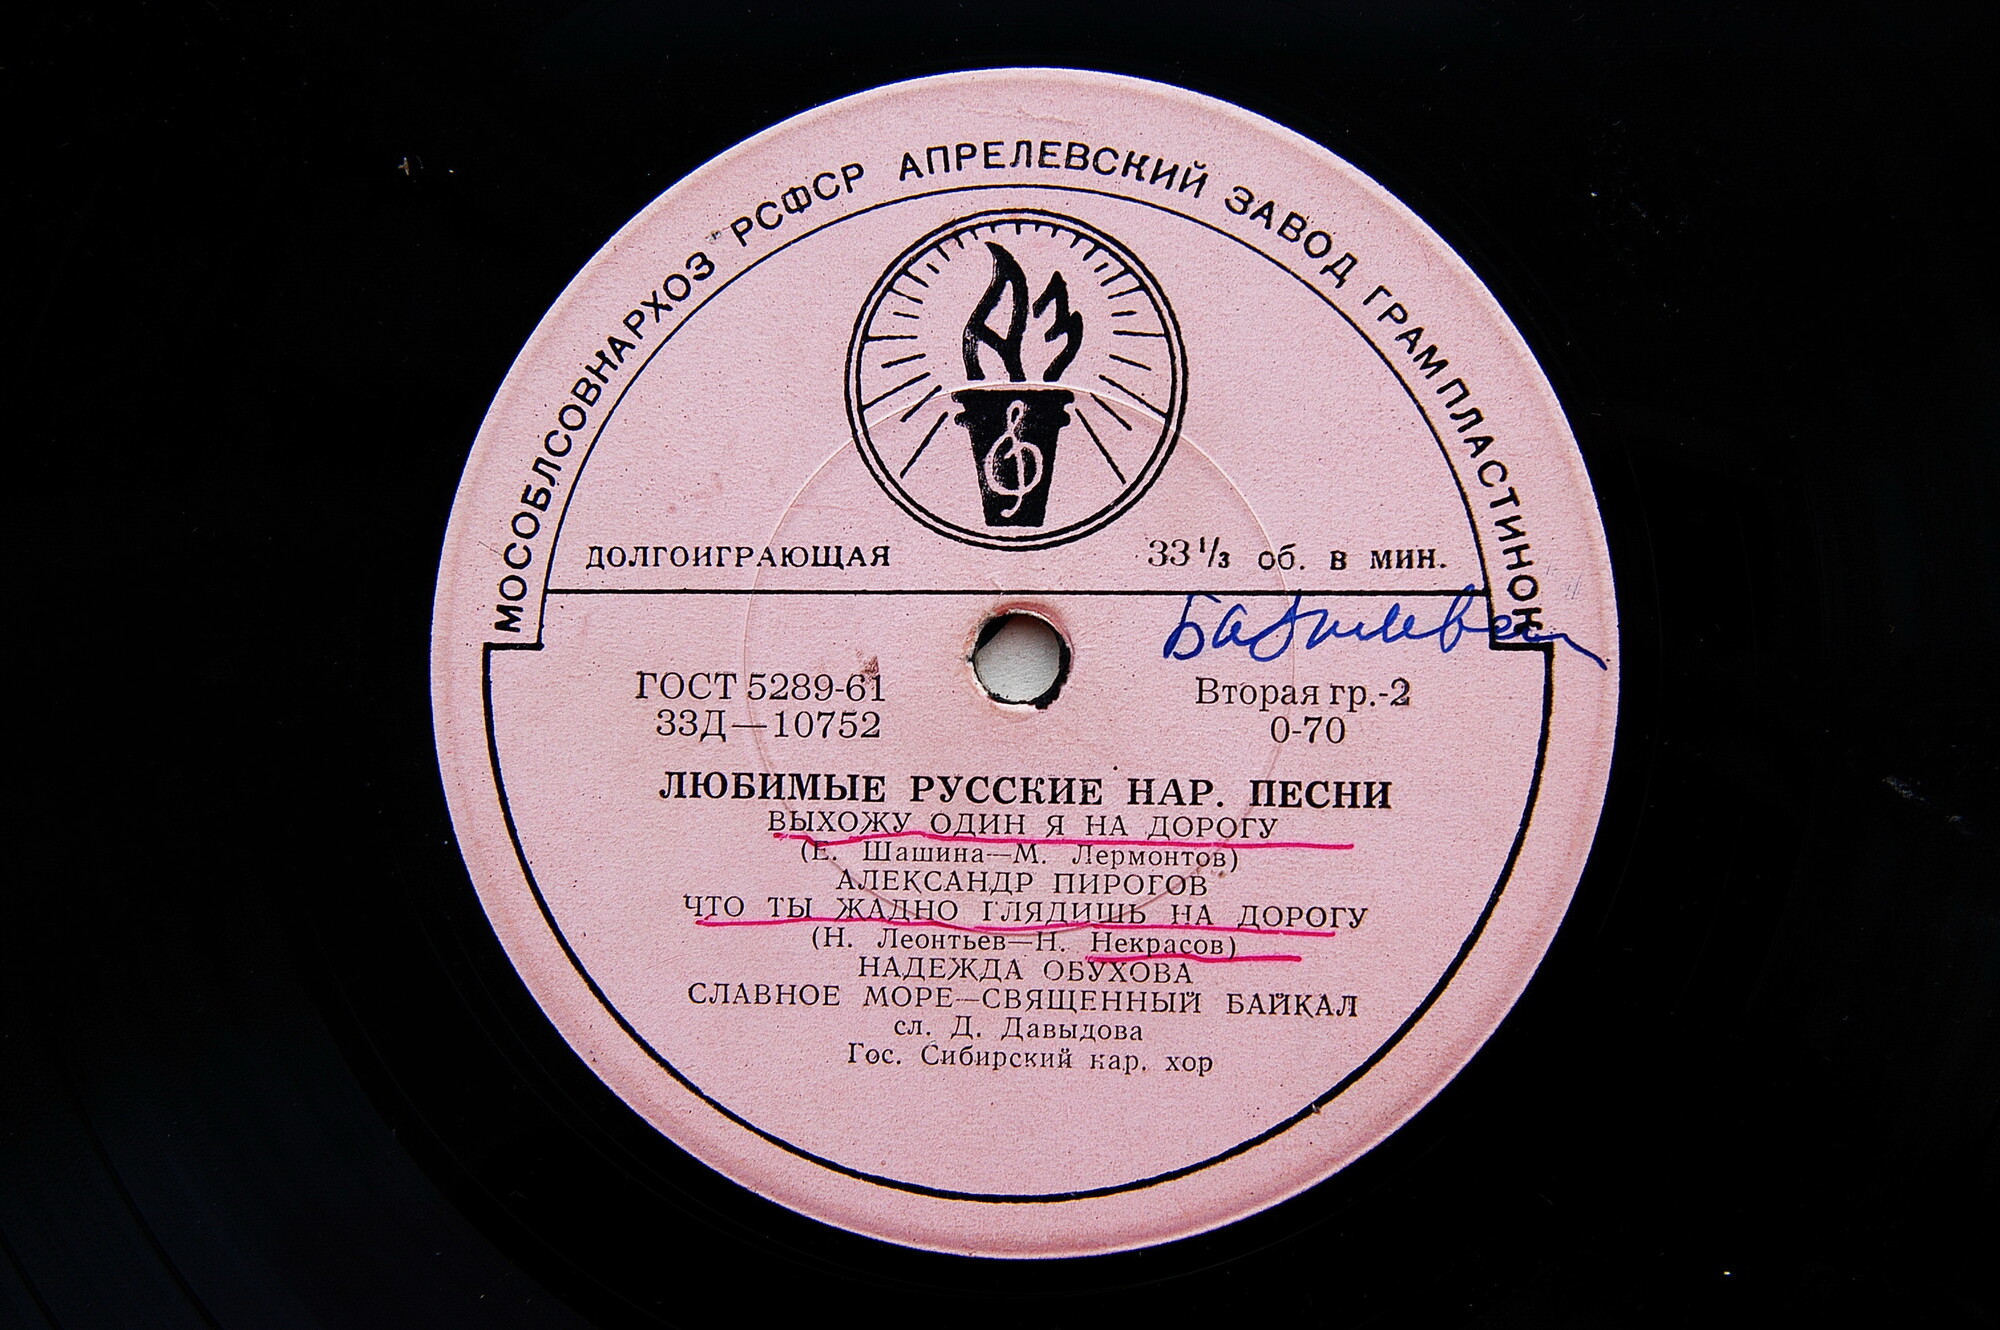 МОСОБЛСОВНАРХОЗ РСФСР АПРЕЛЕВСКИЙ ЗАВОД ГРАМПЛАСТИНОК
АЗ
ДОЛГОИГРАЮЩАЯ 33 1/3 об. в мин.
ГОСТ 5289-61 Вторая гр.-2
33Д—10752 0-70
ЛЮБИМЫЕ РУССКИЕ НАР. ПЕСНИ
ВЫХОЖУ ОДИН Я НА ДОРОГУ
(Е. Шашина—М. Лермонтов)
АЛЕКСАНДР ПИРОГОВ
ЧТО ТЫ ЖАДНО ГЛЯДИШЬ НА ДОРОГУ
(Н. Леонтьев—Н. Некрасов)
НАДЕЖДА ОБУХОВА
СЛАВНОЕ МОРЕ—СВЯЩЕННЫЙ БАЙКАЛ
сл. Д. Давыдова
Гос. Сибирский нар. хор